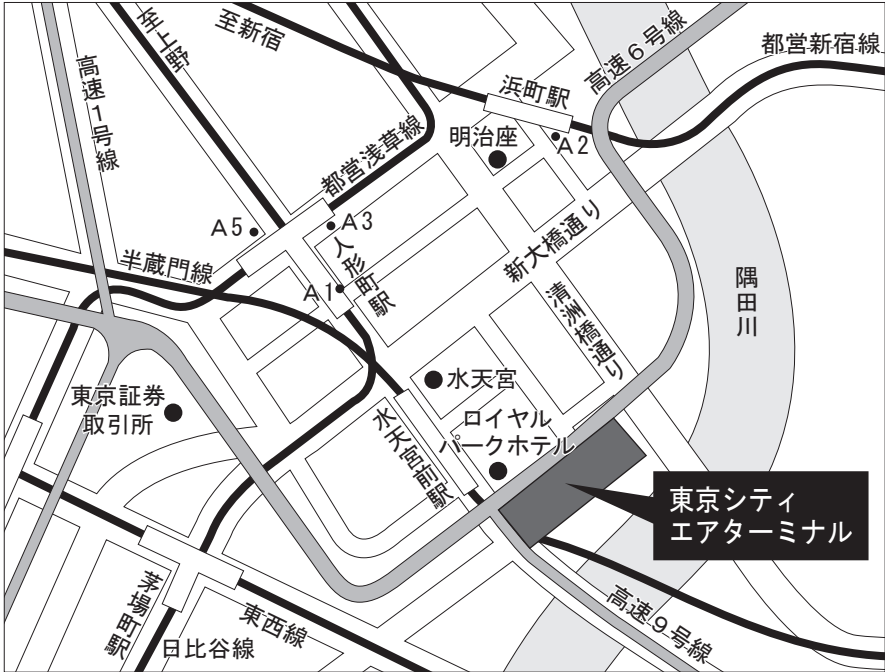 至新宿
至上野
高速1号線
高速6号線
都営新宿線
浜町駅
明治座
A2
都営浅草線
A5
A3
人形町駅
A1
半蔵門線
新大橋通り
隅田川
清洲橋通り
水天宮
東京証券
取引所
ロイヤル
パークホテル
水天宮前駅
東京シティ
エアターミナル
茅場町駅
日比谷線
東西線
高速9号線